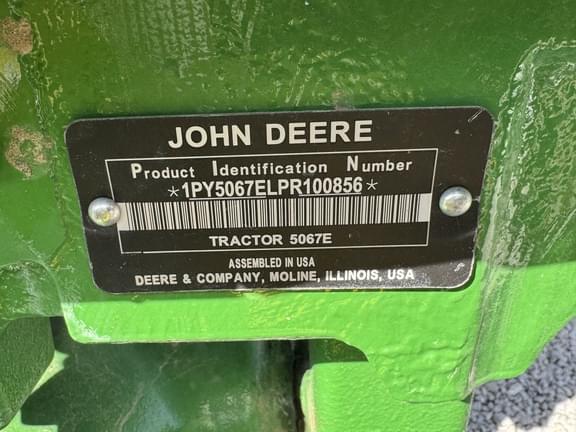 JOHN DEERE
Product Identification Number
*1PY5067ELPR100856*
TRACTOR 5067E
ASSEMBLED IN USA
DEERE & COMPANY, MOLINE, ILLINOIS, USA